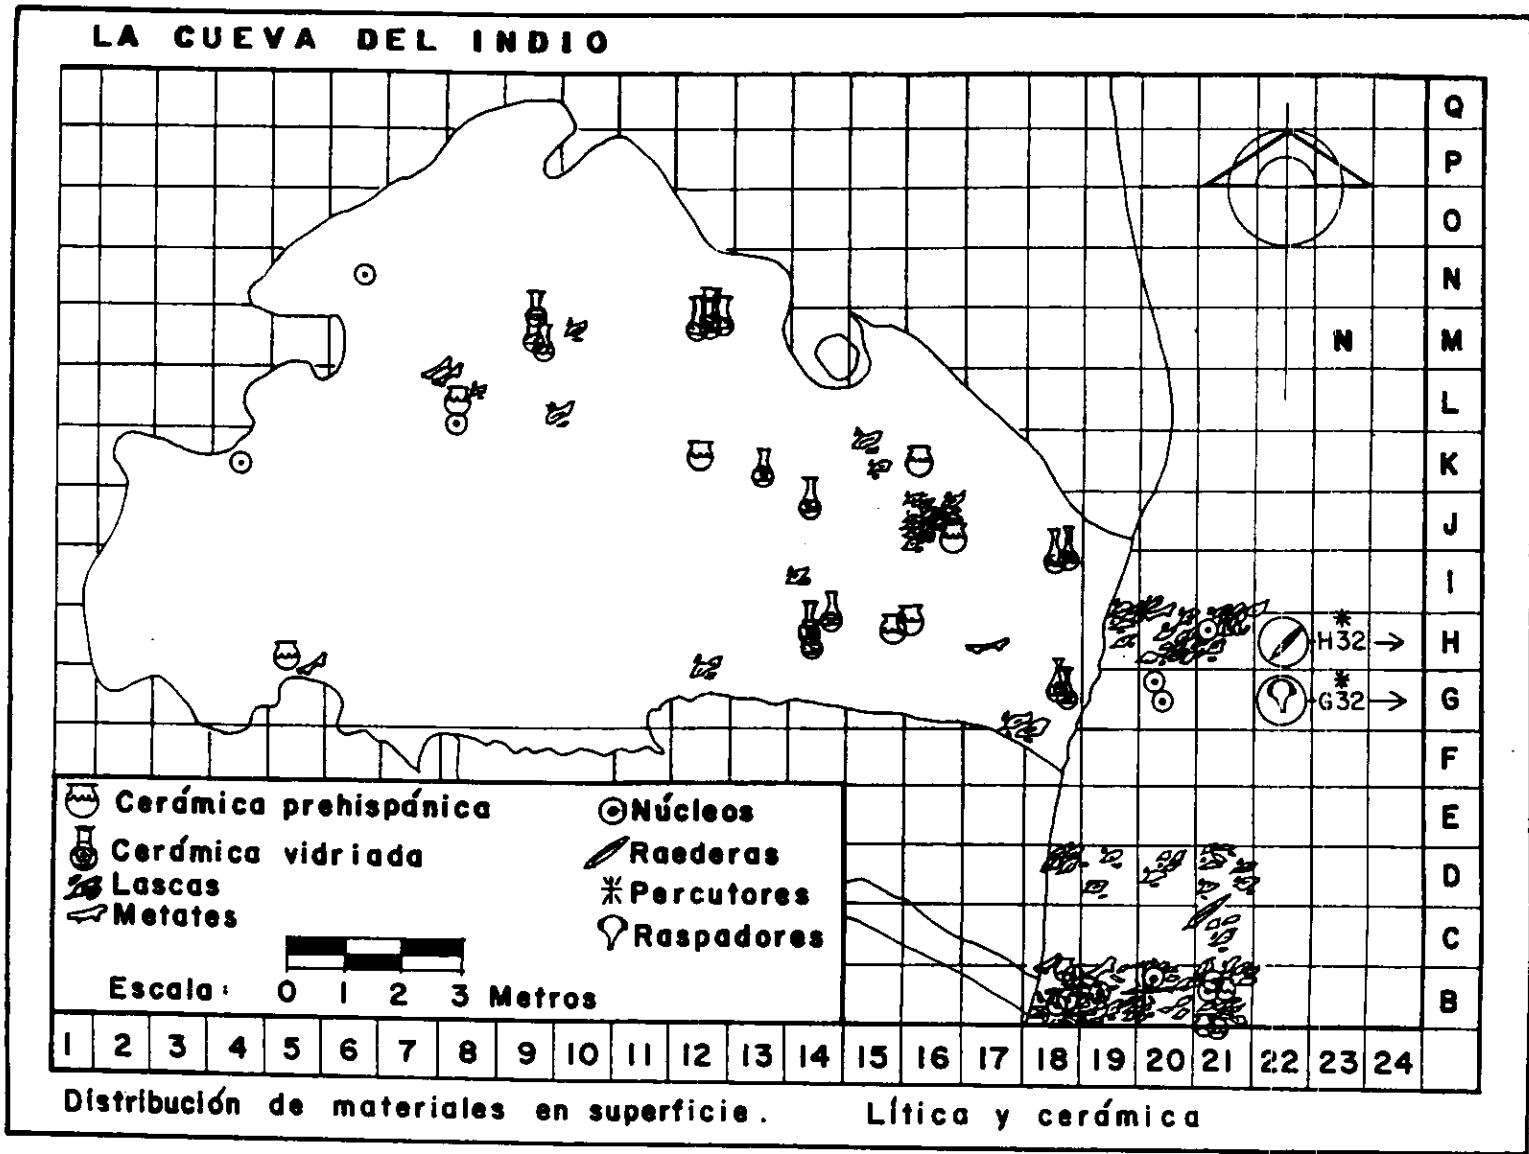 LA CUEVA DEL INDIO
Q
P
O
N
N M
L
K
J
I
H32 H
G32 G
F
E
D
C
B
Cerámica prehispánica
Cerámica vidriada
Lascas
Metates
Núcleos
Raederas
Percutores
Raspadores
Escala: 0 1 2 3 Metros
1 2 3 4 5 6 7 8 9 10 11 12 13 14 15 16 17 18 19 20 21 22 23 24
Distribución de materiales en superficie. Lítica y cerámica